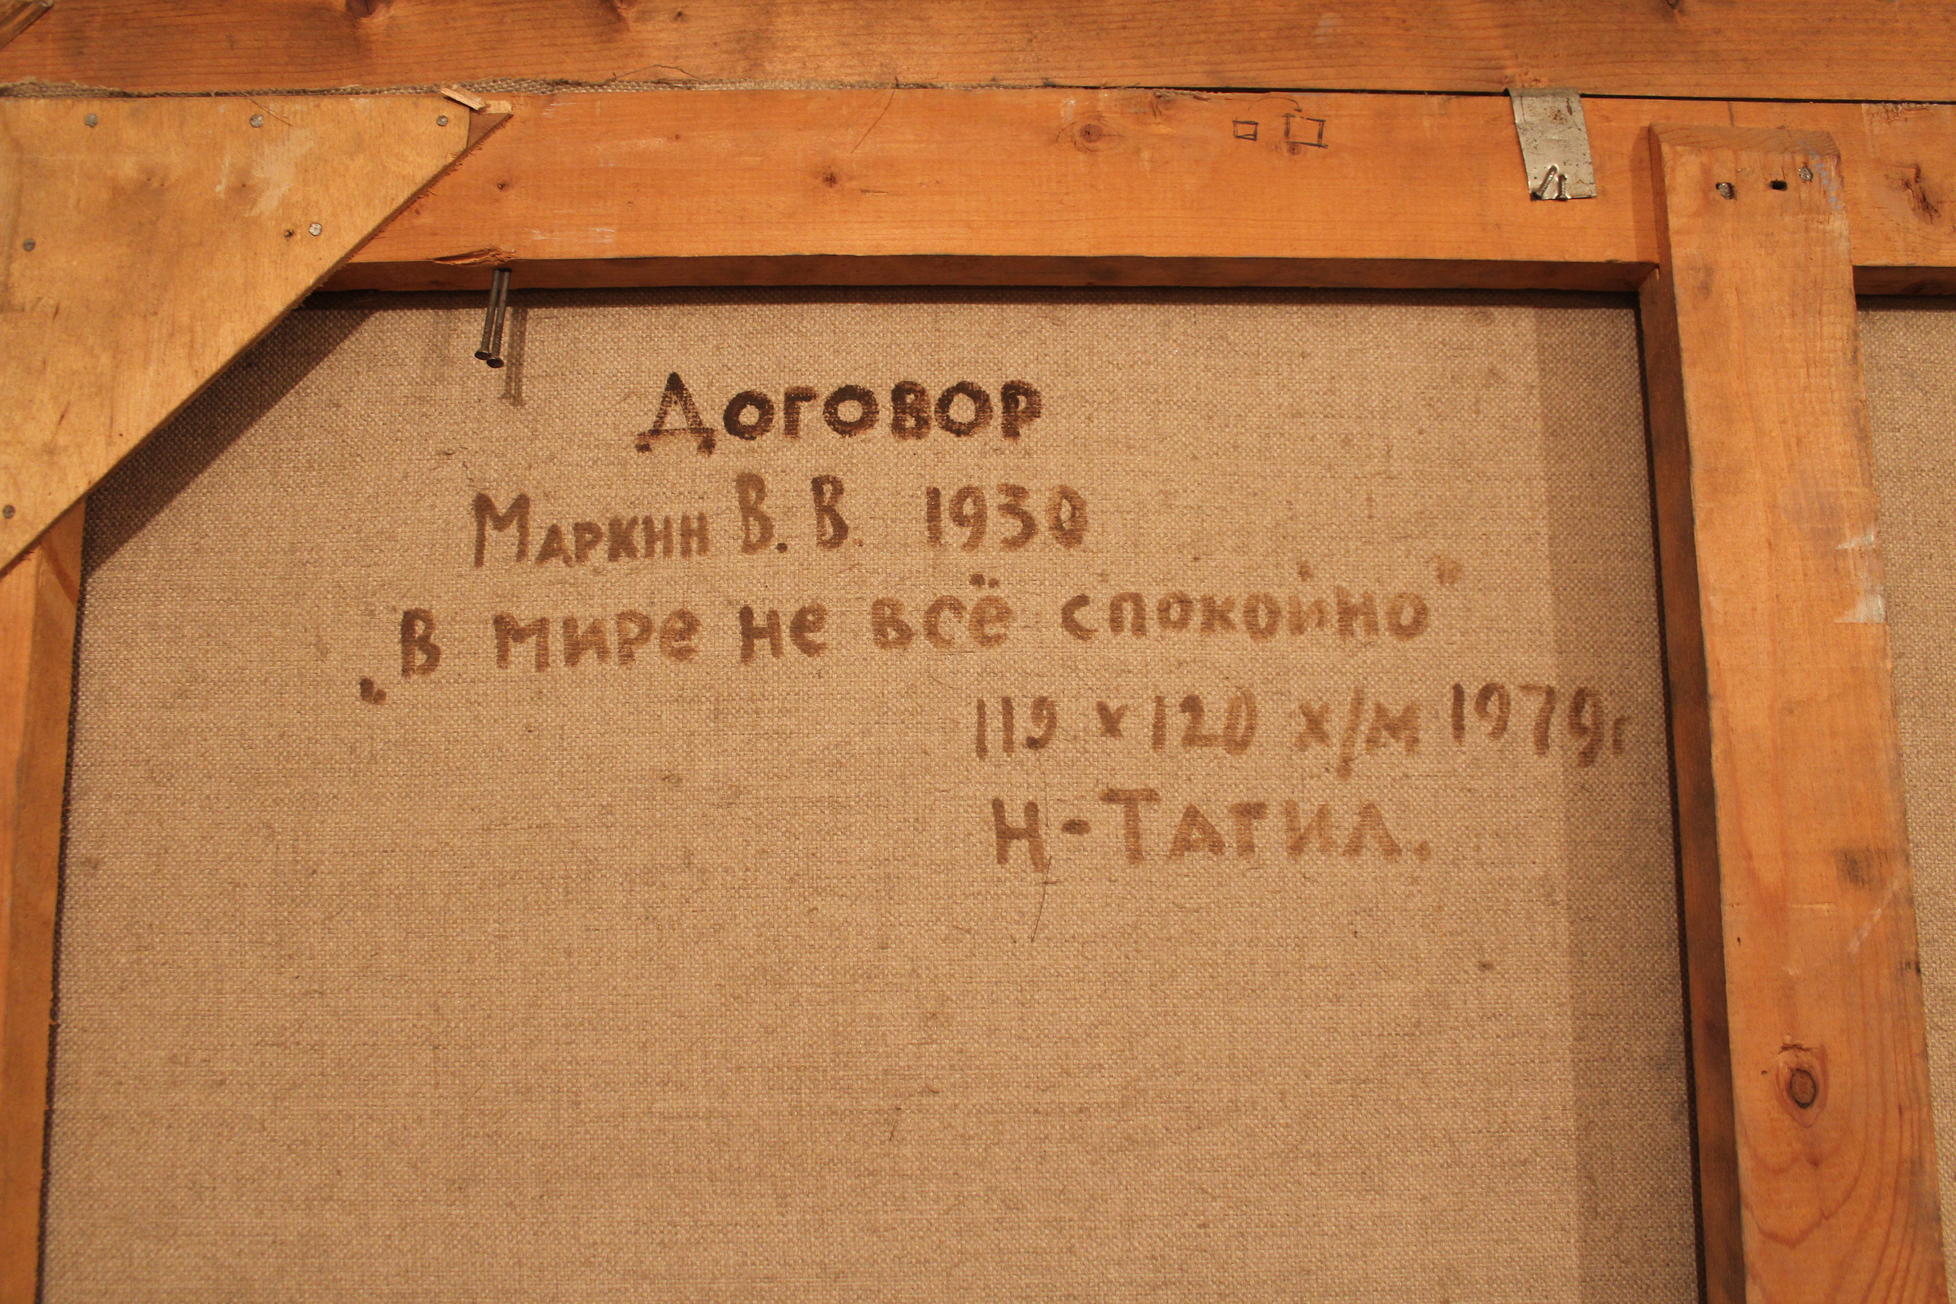 Договор
Маркин В. В. 1930
„В мире не всё спокойно"
119 х 120 х/м 1979г
Н-Тагил.